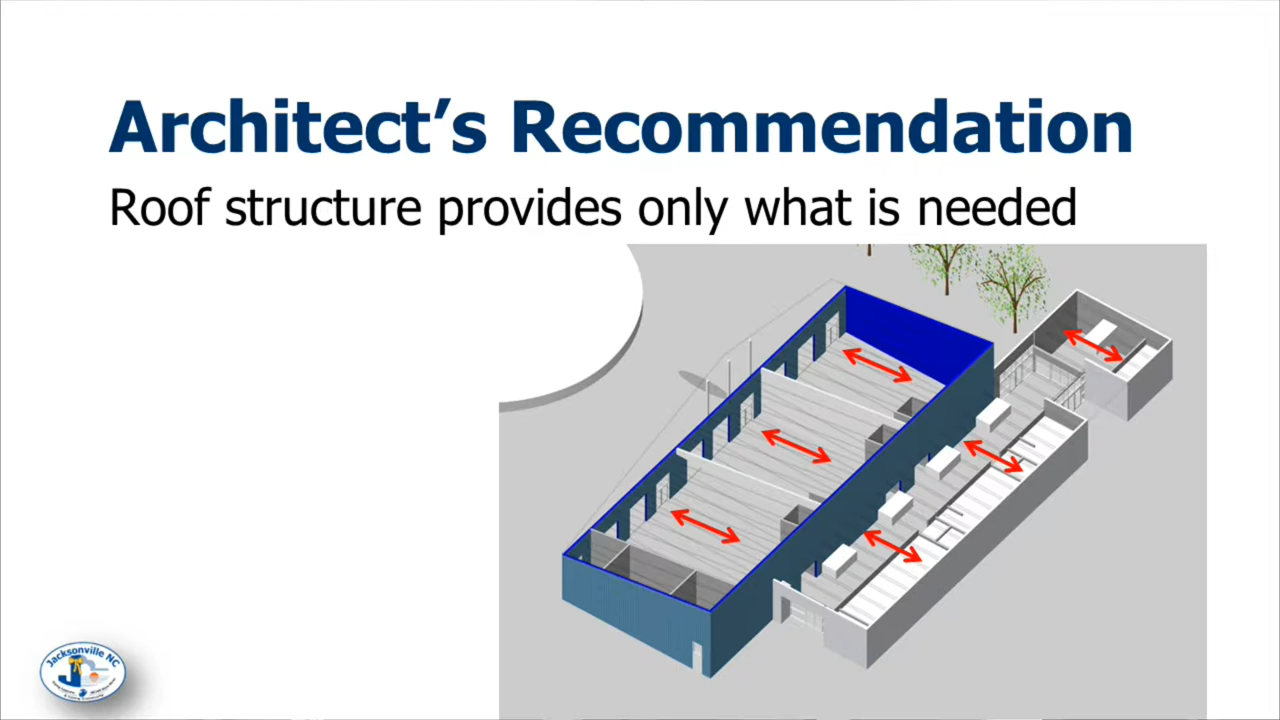 Architect's Recommendation
Roof structure provides only what is needed
Jacksonville NC